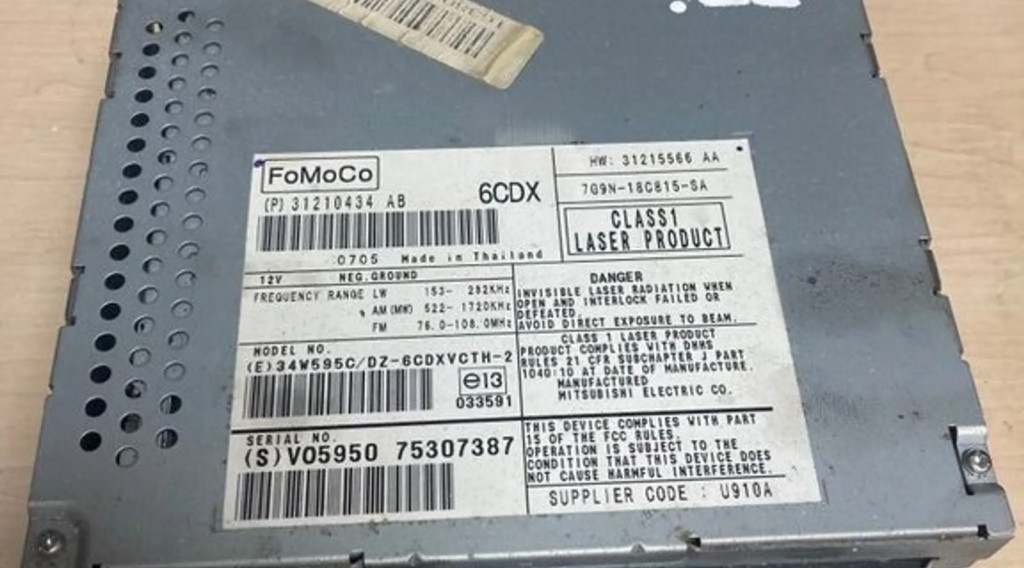 FoMoCo
(P) 31210434 AB
6CDX
0705 Made in Thailand
HW: 31215566 AA
7G9N-18C815-SA
CLASS1
LASER PRODUCT
12V NEG.GROUND
FREQUENCY RANGE LW 153- 282KHz
AM(MW) 522- 1720KHz
FM 76.0-108.0MHz
DANGER
INVISIBLE LASER RADIATION WHEN
OPEN AND INTERLOCK FAILED OR
DEFEATED.
AVOID DIRECT EXPOSURE TO BEAM.
CLASS 1 LASER PRODUCT
PRODUCT COMPLIES WITH DHHS
RULES 21 CFR SUBCHAPTER J PART
1040:10 AT DATE OF MANUFACTURE.
MANUFACTURED
MITSUBISHI ELECTRIC CO.
MODEL NO.
(E)34W595C/DZ-6CDXVCTH-2
e13
033591
SERIAL NO.
(S)VO5950 75307387
THIS DEVICE COMPLIES WITH PART
15 OF THE FCC RULES.
OPERATION IS SUBJECT TO THE
CONDITION THAT THIS DEVICE DOES
NOT CAUSE HARMFUL INTERFERENCE.
SUPPLIER CODE : U910A